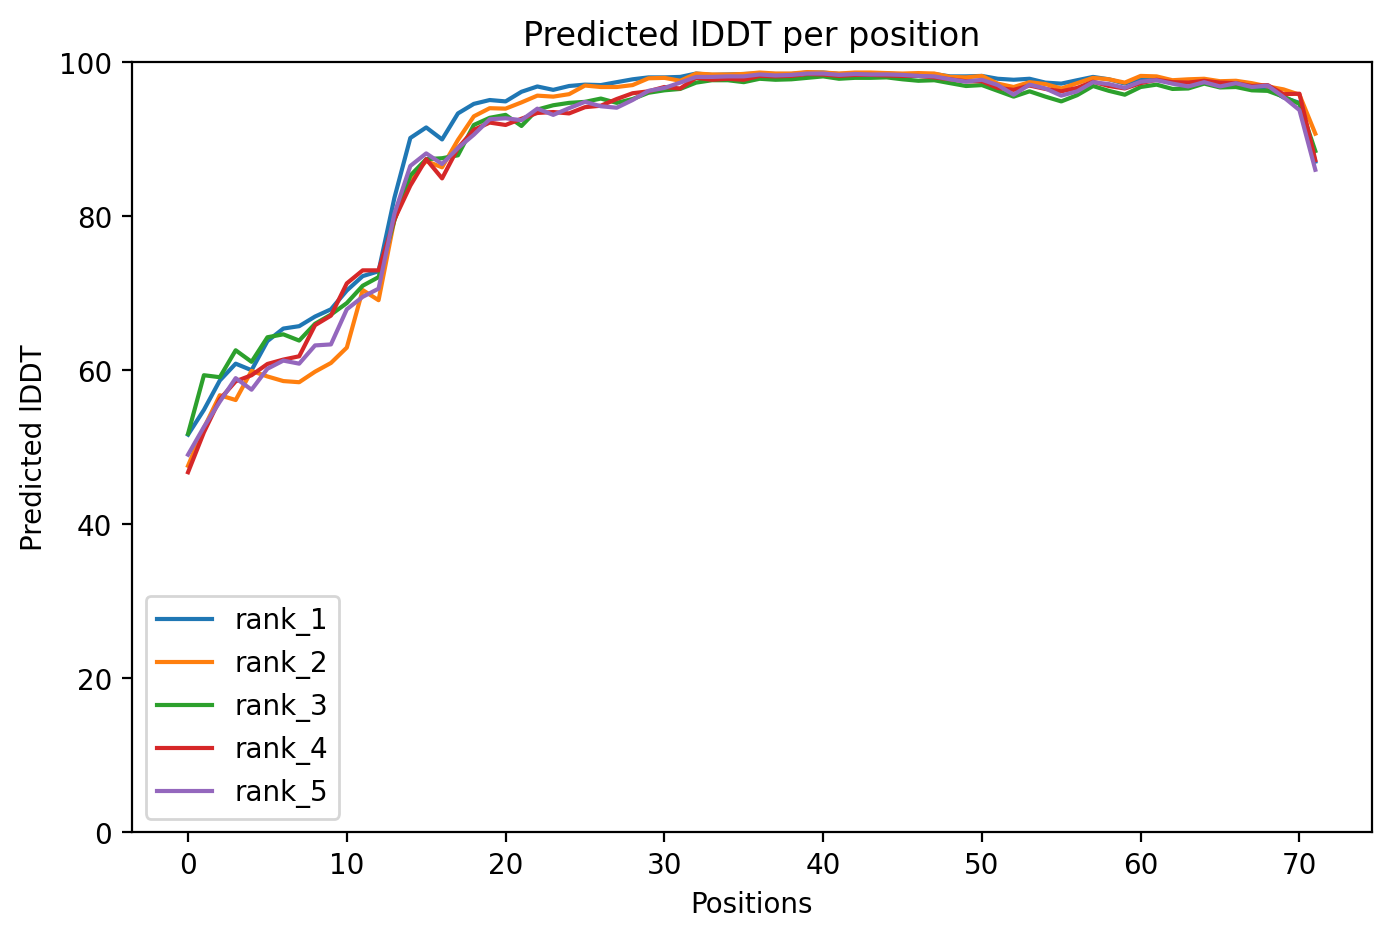 Predicted lDDT per position
Predicted lDDT
100
80
60
40
20
0
rank_1
rank_2
rank_3
rank_4
rank_5
0 10 20 30 40 50 60 70
Positions